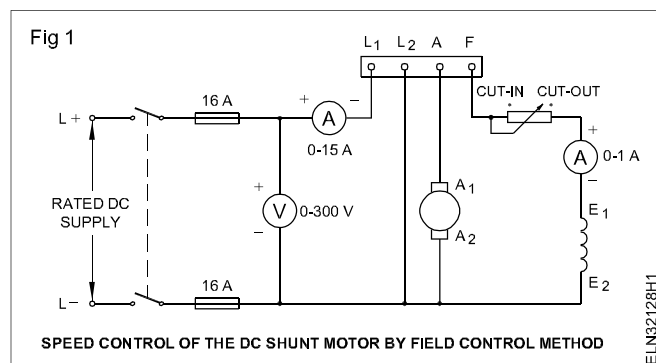 Fig 1
L1 L2 A F
CUT-IN CUT-OUT
16 A
L +
+ A −
0-15 A
+
A 0-1 A
−
RATED DC
SUPPLY
+
V 0-300 V
−
A1
A2
E1
E2
L−
16 A
SPEED CONTROL OF THE DC SHUNT MOTOR BY FIELD CONTROL METHOD
ELN32128H1